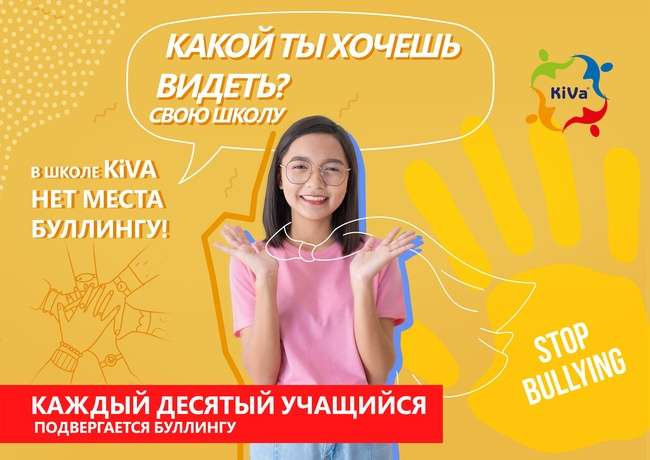 КАКОЙ ТЫ ХОЧЕШЬ
ВИДЕТЬ?
СВОЮ ШКОЛУ
KiVa
В ШКОЛЕ KiVA
НЕТ МЕСТА
БУЛЛИНГУ!
STOP
BULLYING
КАЖДЫЙ ДЕСЯТЫЙ УЧАЩИЙСЯ
ПОДВЕРГАЕТСЯ БУЛЛИНГУ